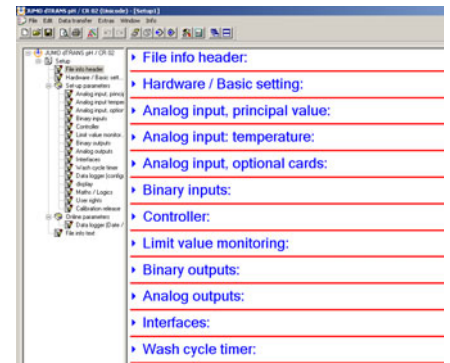 JUMO dTRANS pH / CR 02 (Unicode) - [Setup1]
File Edit Data transfer Extras Window Info
JUMO dTRANS pH / CR 02
Setup
File info header
Hardware / Basic sett...
Set-up parameters
Analog input, princip
Analog input tempe
Analog input, option
Binary inputs
Controller
Limit value monitor...
Binary outputs
Analog outputs
Interfaces
Wash cycle timer
Data logger (config
display
Maths / Logics
User rights
Calibration release
Online parameters
Data logger (Date /
File info text
File info header:
Hardware / Basic setting:
Analog input, principal value:
Analog input: temperature:
Analog input, optional cards:
Binary inputs:
Controller:
Limit value monitoring:
Binary outputs:
Analog outputs:
Interfaces:
Wash cycle timer: